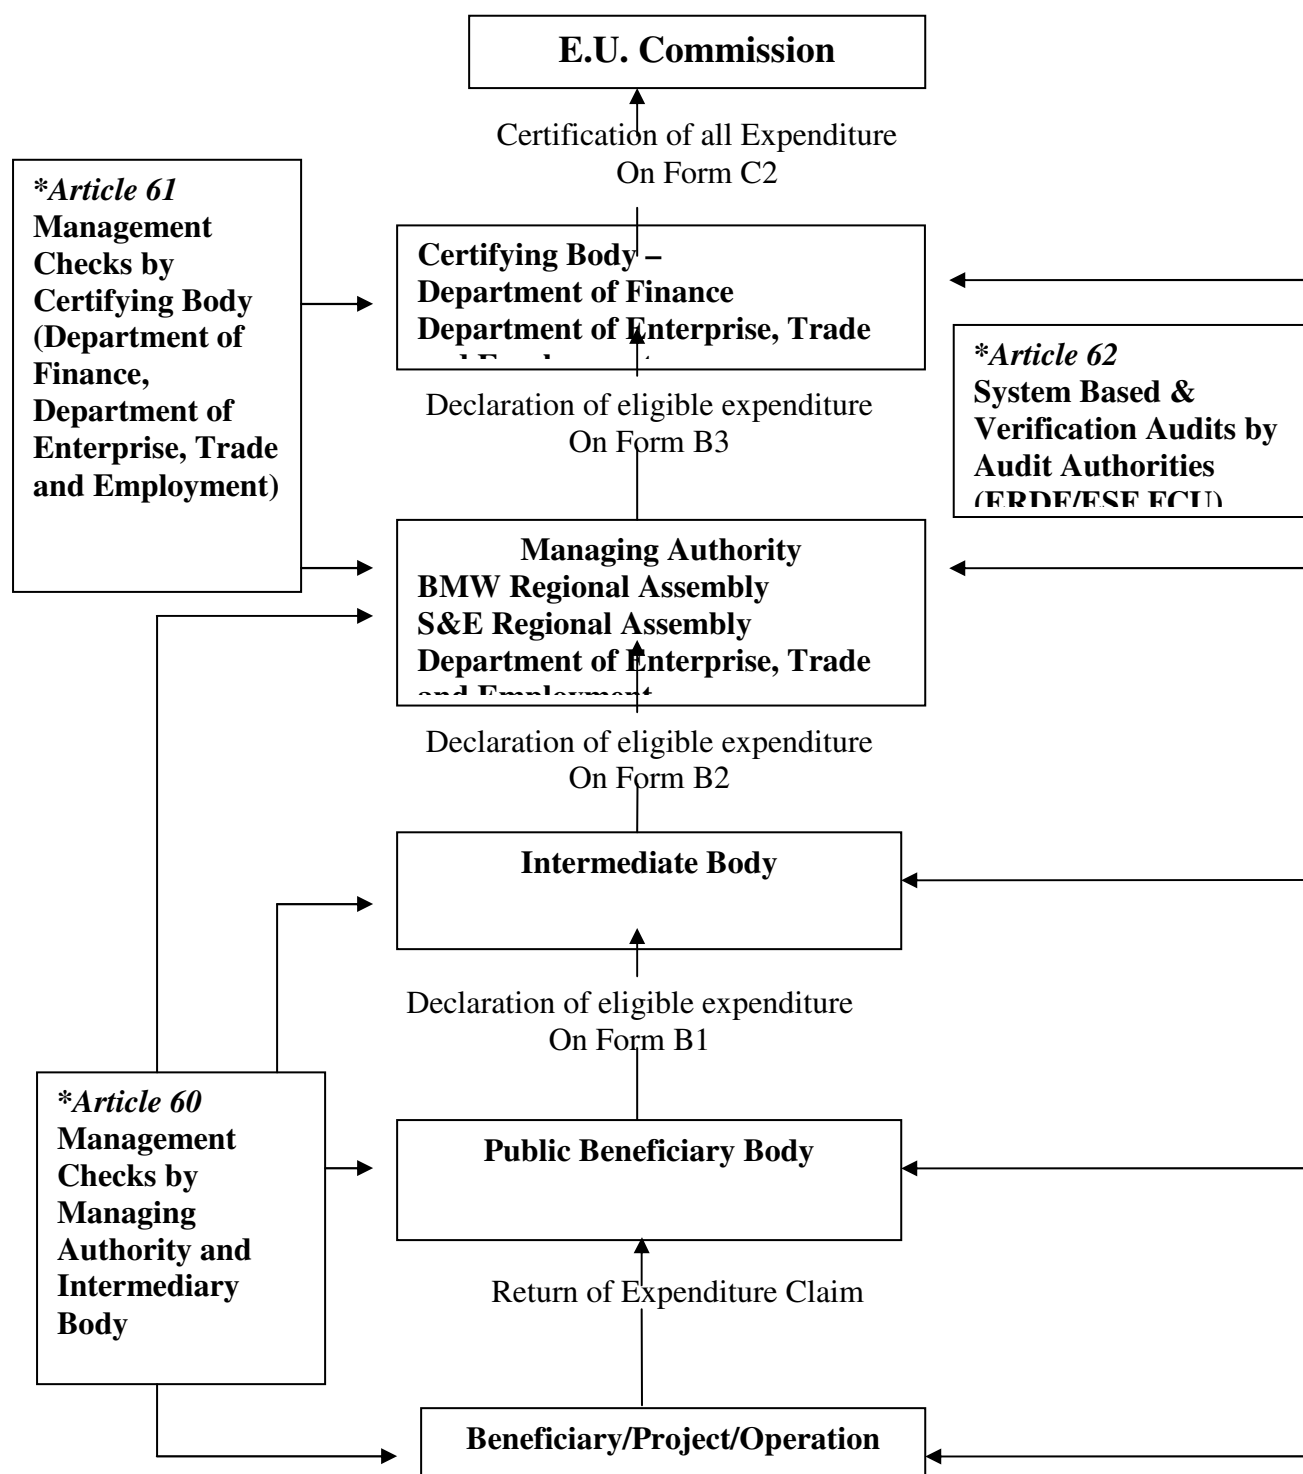 E.U. Commission
Certification of all Expenditure
On Form C2
*Article 61
Management
Checks by
Certifying Body
(Department of
Finance,
Department of
Enterprise, Trade
and Employment)
Certifying Body –
Department of Finance
Department of Enterprise, Trade
*Article 62
System Based &
Verification Audits by
Audit Authorities
(ERDF/ESF FCU)
Declaration of eligible expenditure
On Form B3
Managing Authority
BMW Regional Assembly
S&E Regional Assembly
Department of Enterprise, Trade
and Employment
Declaration of eligible expenditure
On Form B2
Intermediate Body
Declaration of eligible expenditure
On Form B1
*Article 60
Management
Checks by
Managing
Authority and
Intermediary
Body
Public Beneficiary Body
Return of Expenditure Claim
Beneficiary/Project/Operation